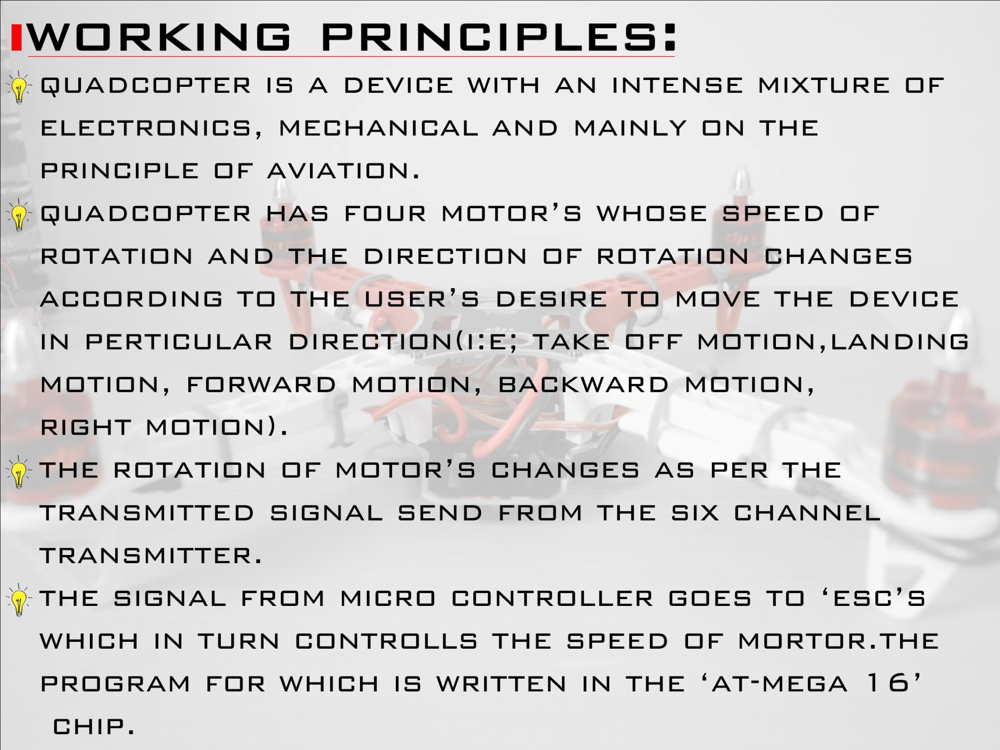 WORKING PRINCIPLES:
QUADCOPTER IS A DEVICE WITH AN INTENSE MIXTURE OF
ELECTRONICS, MECHANICAL AND MAINLY ON THE
PRINCIPLE OF AVIATION.
QUADCOPTER HAS FOUR MOTOR’S WHOSE SPEED OF
ROTATION AND THE DIRECTION OF ROTATION CHANGES
ACCORDING TO THE USER’S DESIRE TO MOVE THE DEVICE
IN PERTICULAR DIRECTION(I:E; TAKE OFF MOTION,LANDING
MOTION, FORWARD MOTION, BACKWARD MOTION,
RIGHT MOTION).
THE ROTATION OF MOTOR’S CHANGES AS PER THE
TRANSMITTED SIGNAL SEND FROM THE SIX CHANNEL
TRANSMITTER.
THE SIGNAL FROM MICRO CONTROLLER GOES TO ‘ESC’S
WHICH IN TURN CONTROLLS THE SPEED OF MORTOR.THE
PROGRAM FOR WHICH IS WRITTEN IN THE ‘AT-MEGA 16’
CHIP.